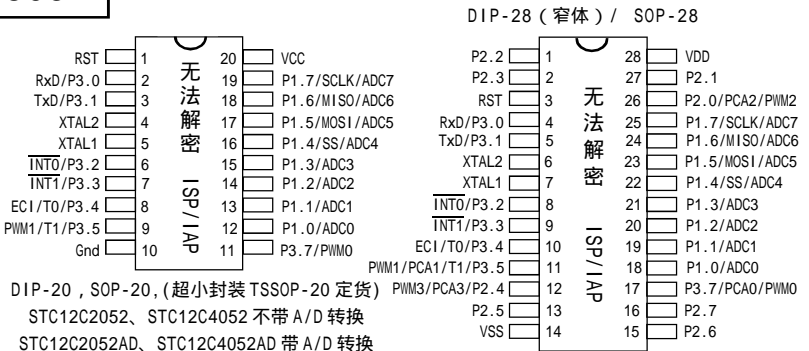 DIP-28（窄体）/ SOP-28
RST 1 20 VCC
RxD/P3.0 2 19 P1.7/SCLK/ADC7
TxD/P3.1 3 18 P1.6/MISO/ADC6
XTAL2 4 17 P1.5/MOSI/ADC5
XTAL1 5 16 P1.4/SS/ADC4
INT0/P3.2 6 15 P1.3/ADC3
INT1/P3.3 7 14 P1.2/ADC2
ECI/T0/P3.4 8 13 P1.1/ADC1
PWM1/T1/P3.5 9 12 P1.0/ADC0
Gnd 10 11 P3.7/PWM0
无法解密 ISP/IAP
DIP-20，SOP-20，(超小封装 TSSOP-20 定货)
STC12C2052、STC12C4052 不带 A/D 转换
STC12C2052AD、STC12C4052AD 带 A/D 转换
P2.2 1 28 VDD
P2.3 2 27 P2.1
RST 3 26 P2.0/PCA2/PWM2
RxD/P3.0 4 25 P1.7/SCLK/ADC7
TxD/P3.1 5 24 P1.6/MISO/ADC6
XTAL2 6 23 P1.5/MOSI/ADC5
XTAL1 7 22 P1.4/SS/ADC4
INT0/P3.2 8 21 P1.3/ADC3
INT1/P3.3 9 20 P1.2/ADC2
ECI/T0/P3.4 10 19 P1.1/ADC1
PWM1/PCA1/T1/P3.5 11 18 P1.0/ADC0
PWM3/PCA3/P2.4 12 17 P3.7/PCA0/PWM0
P2.5 13 16 P2.7
VSS 14 15 P2.6
无法解密 ISP/IAP